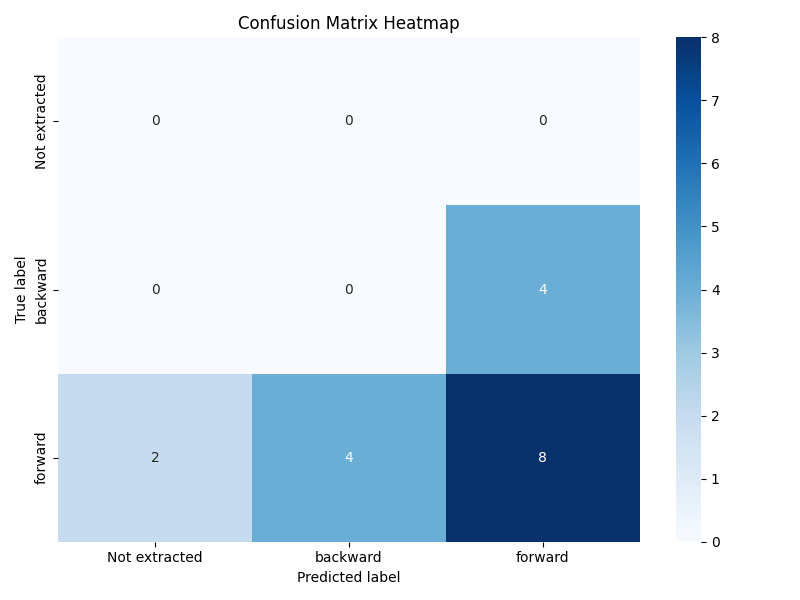 Confusion Matrix Heatmap
Not extracted
0 0 0
True label
backward
0 0 4
forward
2 4 8
Not extracted backward forward
Predicted label
8
7
6
5
4
3
2
1
0